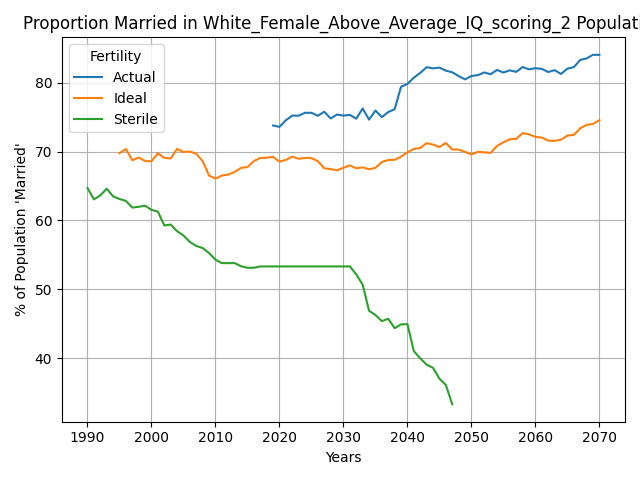 Proportion Married in White_Female_Above_Average_IQ_scoring_2 Populati
Fertility
Actual
Ideal
Sterile
% of Population 'Married'
80
70
60
50
40
1990 2000 2010 2020 2030 2040 2050 2060 2070
Years